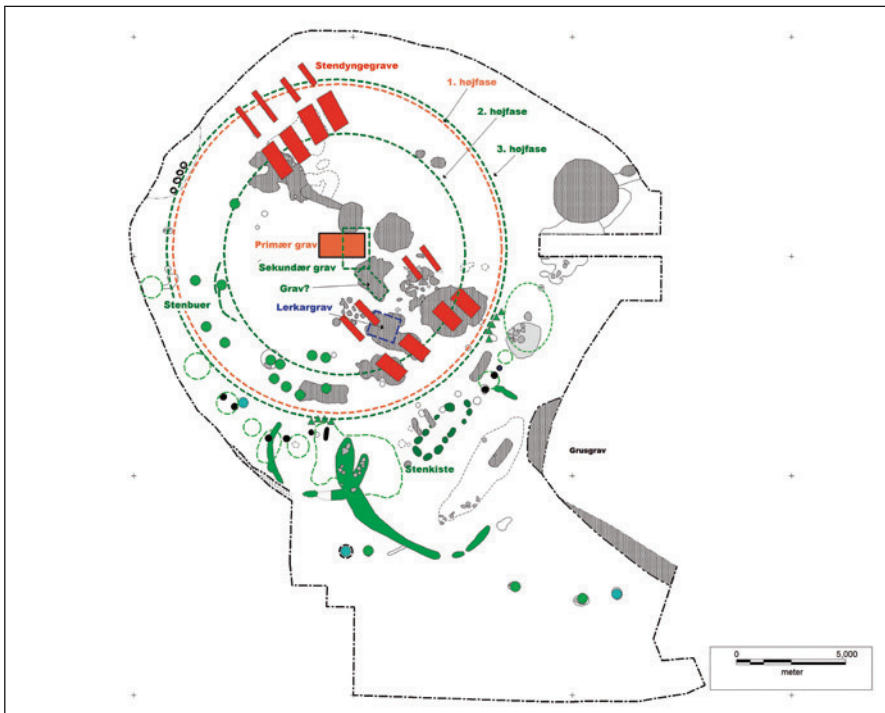 Stendyngegrave
1. højfase
2. højfase
3. højfase
Primær grav
Sekundær grav
Grav?
Stenbuer
Lerkargrav
Grusgrav
Stenkiste
0 5,000
meter